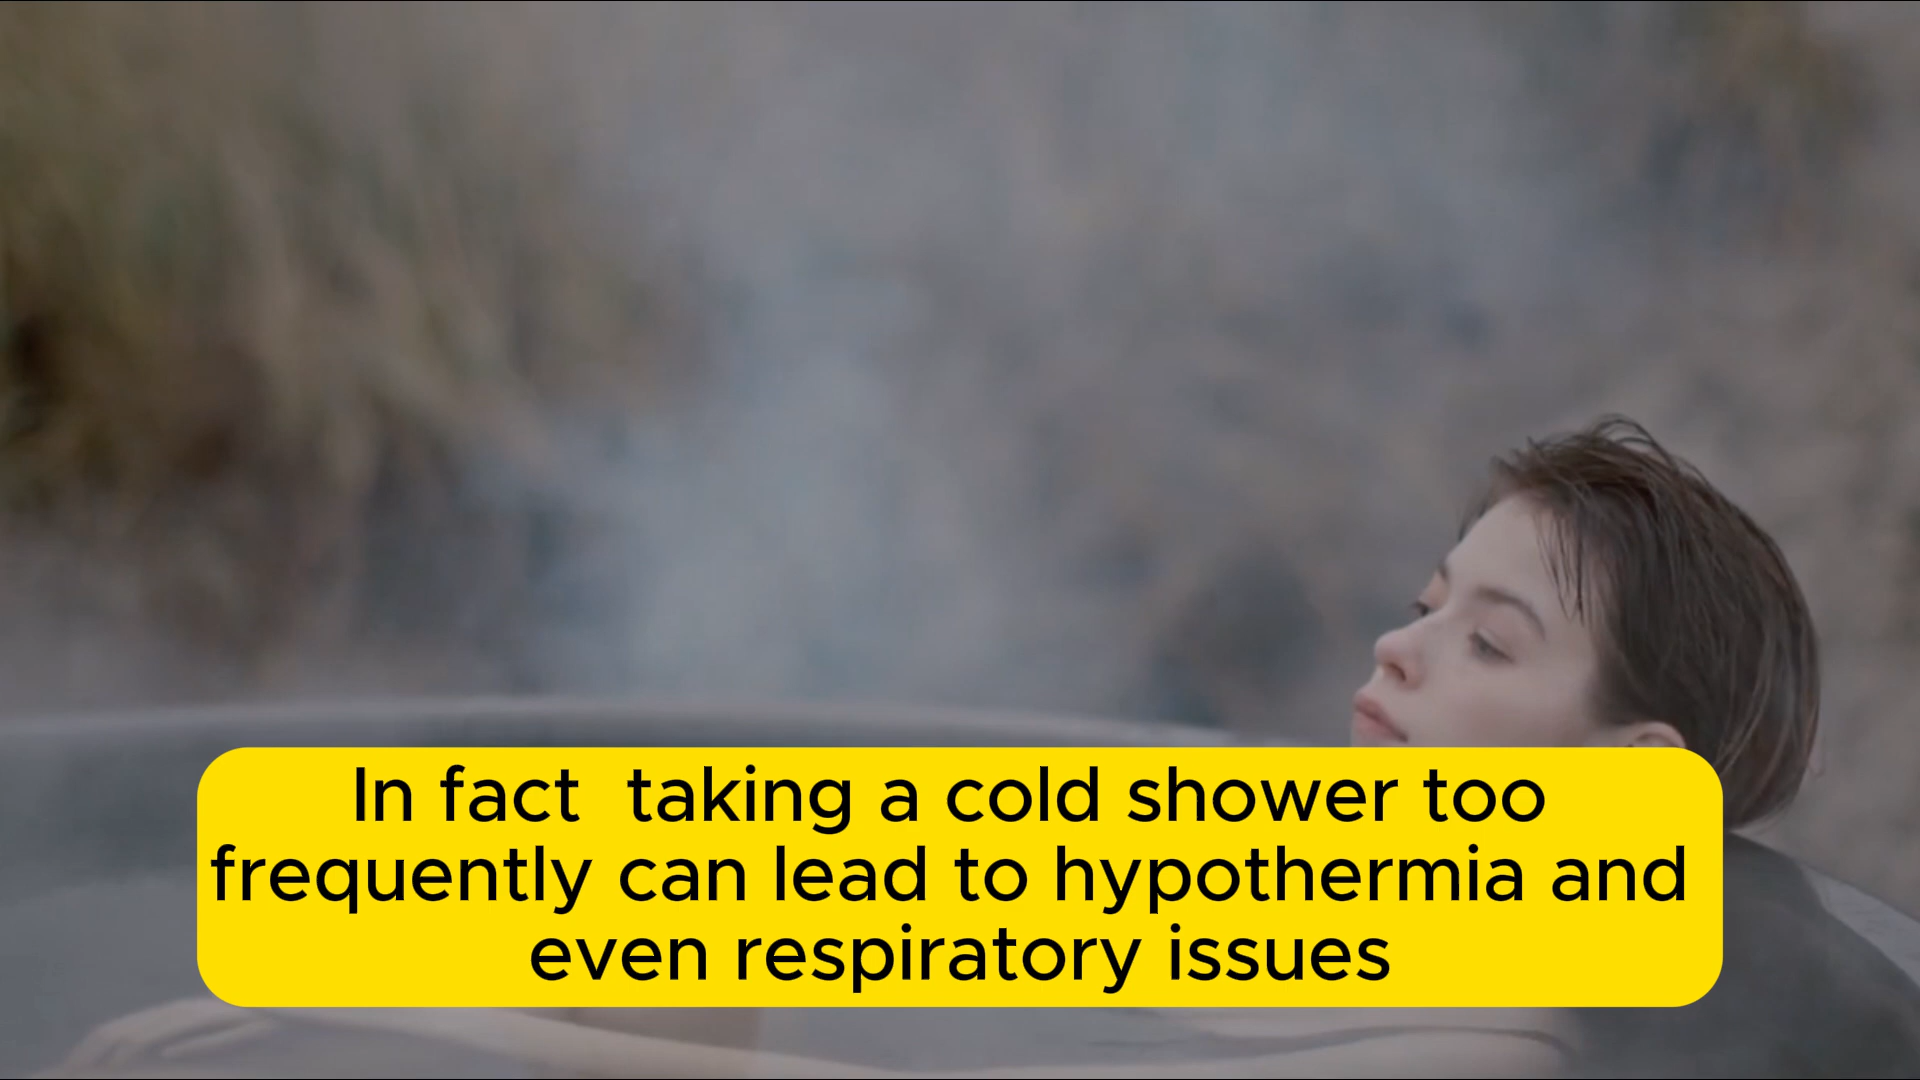 In fact  taking a cold shower too
frequently can lead to hypothermia and
even respiratory issues